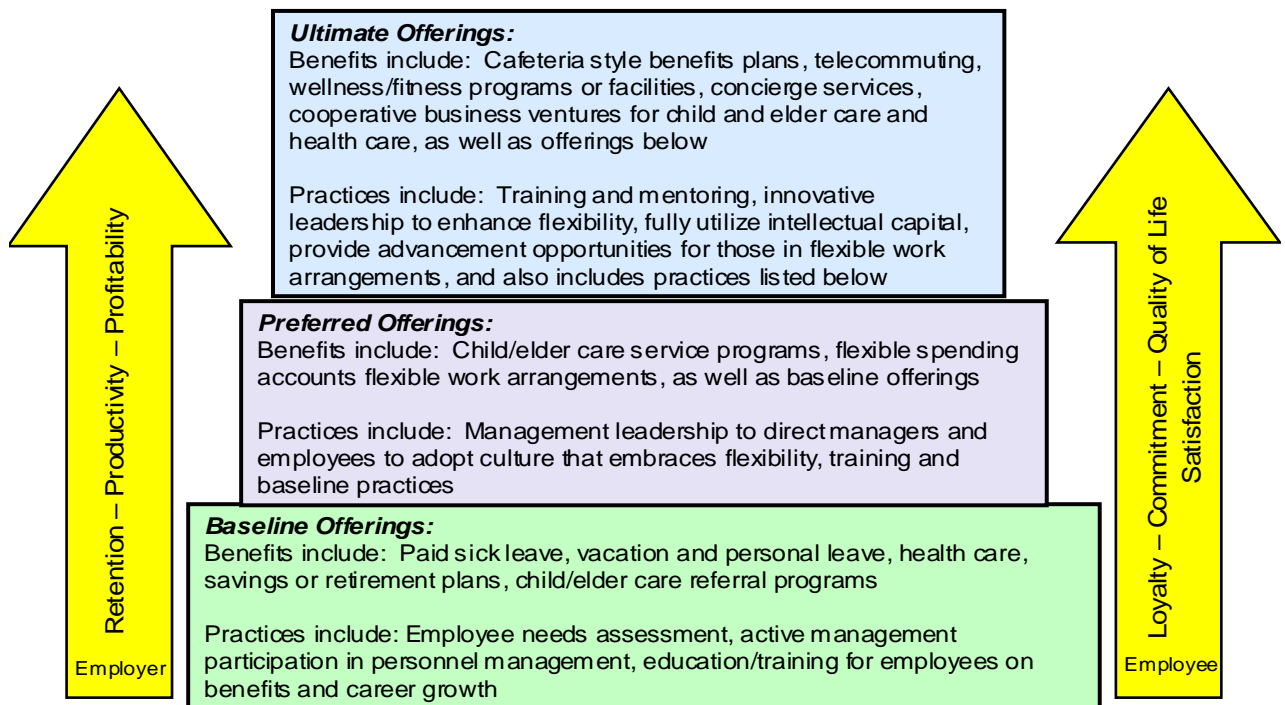 Ultimate Offerings:
Benefits include:  Cafeteria style benefits plans, telecommuting,
wellness/fitness programs or facilities, concierge services,
cooperative business ventures for child and elder care and
health care, as well as offerings below
Practices include:  Training and mentoring, innovative
leadership to enhance flexibility, fully utilize intellectual capital,
provide advancement opportunities for those in flexible work
arrangements, and also includes practices listed below
Preferred Offerings:
Benefits include:  Child/elder care service programs, flexible spending
accounts flexible work arrangements, as well as baseline offerings
Practices include:  Management leadership to direct managers and
employees to adopt culture that embraces flexibility, training and
baseline practices
Baseline Offerings:
Benefits include:  Paid sick leave, vacation and personal leave, health care,
savings or retirement plans, child/elder care referral programs
Practices include: Employee needs assessment, active management
participation in personnel management, education/training for employees on
benefits and career growth
Retention – Productivity – Profitability
Employer
Loyalty – Commitment – Quality of Life
Satisfaction
Employee